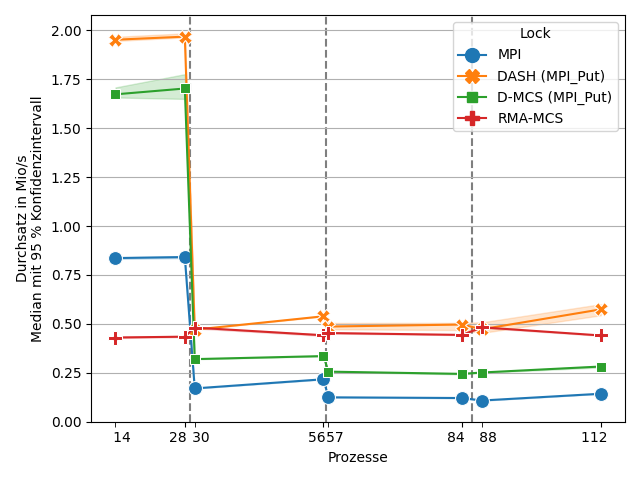 Lock
MPI
DASH (MPI_Put)
D-MCS (MPI_Put)
RMA-MCS
2.00
1.75
1.50
1.25
1.00
0.75
0.50
0.25
0.00
Durchsatz in Mio/s
Median mit 95 % Konfidenzintervall
14 28 30 56 57 84 88 112
Prozesse